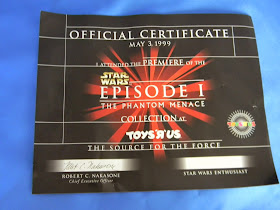 OFFICIAL CERTIFICATE
MAY 3, 1999
I ATTENDED THE PREMIERE OF THE
STAR WARS
EPISODE I
THE PHANTOM MENACE
COLLECTION AT
TOYS R US
THE SOURCE FOR THE FORCE
ROBERT C. NAKASONE
Chief Executive Officer
STAR WARS ENTHUSIAST